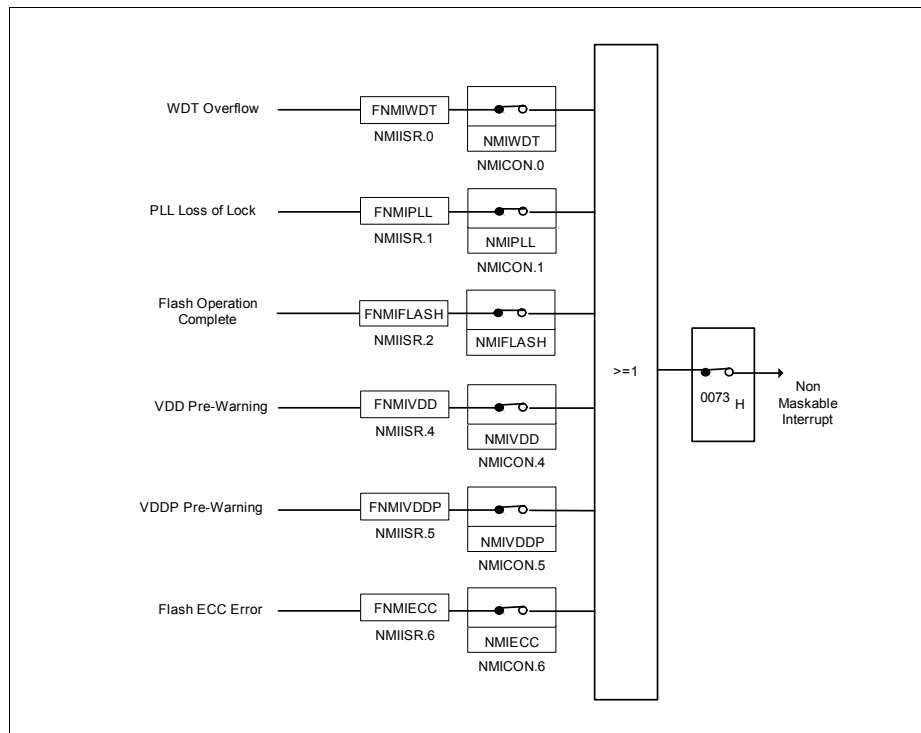 WDT Overflow
FNMIWDT
NMIISR.0
NMIWDT
NMICON.0
PLL Loss of Lock
FNMIPLL
NMIISR.1
NMIPLL
NMICON.1
Flash Operation
Complete
FNMIFLASH
NMIISR.2
NMIFLASH
VDD Pre-Warning
FNMIVDD
NMIISR.4
NMIVDD
NMICON.4
VDDP Pre-Warning
FNMIVDDP
NMIISR.5
NMIVDDP
NMICON.5
Flash ECC Error
FNMIECC
NMIISR.6
NMIECC
NMICON.6
>=1
0073 H
Non
Maskable
Interrupt